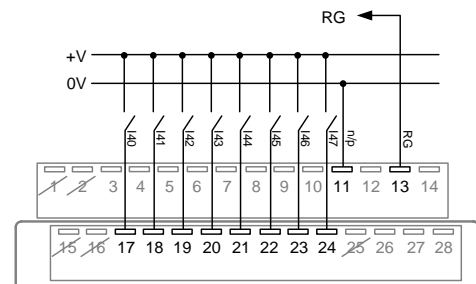 RG
+V
0V
I40 I41 I42 I43 I44 I45 I46 I47 n/p RG
1 2 3 4 5 6 7 8 9 10 11 12 13 14
15 16 17 18 19 20 21 22 23 24 25 26 27 28